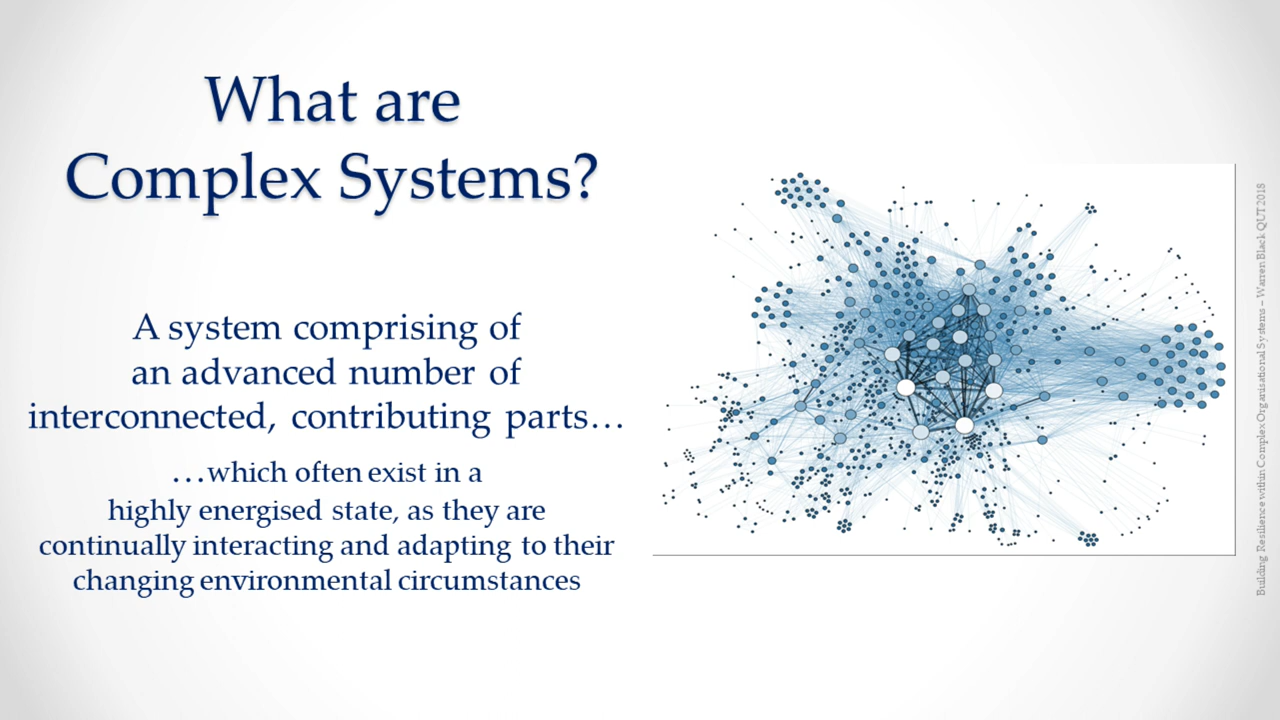 What are
Complex Systems?
A system comprising of
an advanced number of
interconnected, contributing parts…
…which often exist in a
highly energised state, as they are
continually interacting and adapting to their
changing environmental circumstances
Building Resilience within Complex Organisational Systems – Warren Black QUT 2018